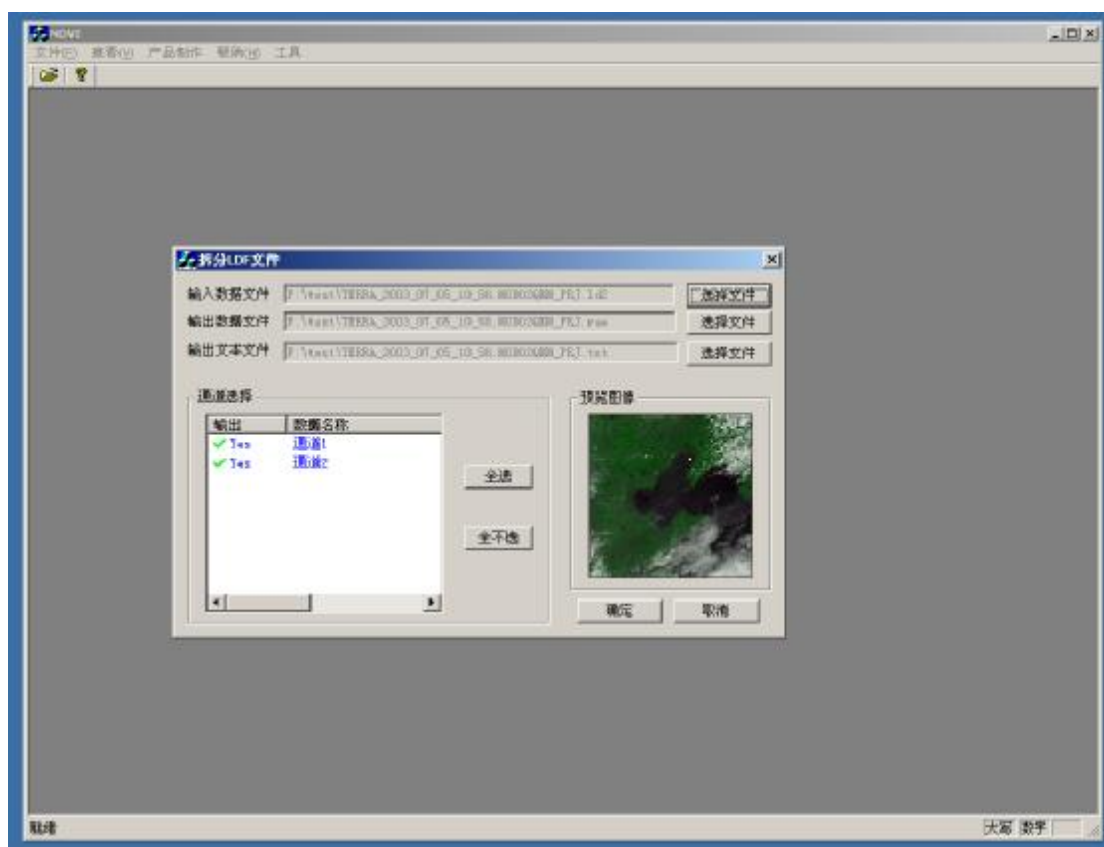 NDVI
文件(F) 查看(V) 产品制作 帮助(H) 工具
拆分LDF文件
输入数据文件 选择文件
输出数据文件 选择文件
输出文本文件 选择文件
通道选择 预览图像
输出 数据名称
Yes 通道1
Yes 通道2
全选
全不选
确定 取消
就绪 大写 数字